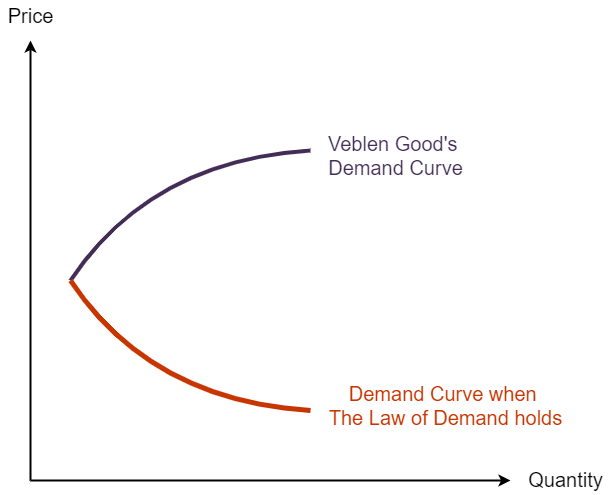 Price
Veblen Good's
Demand Curve
Demand Curve when
The Law of Demand holds
Quantity